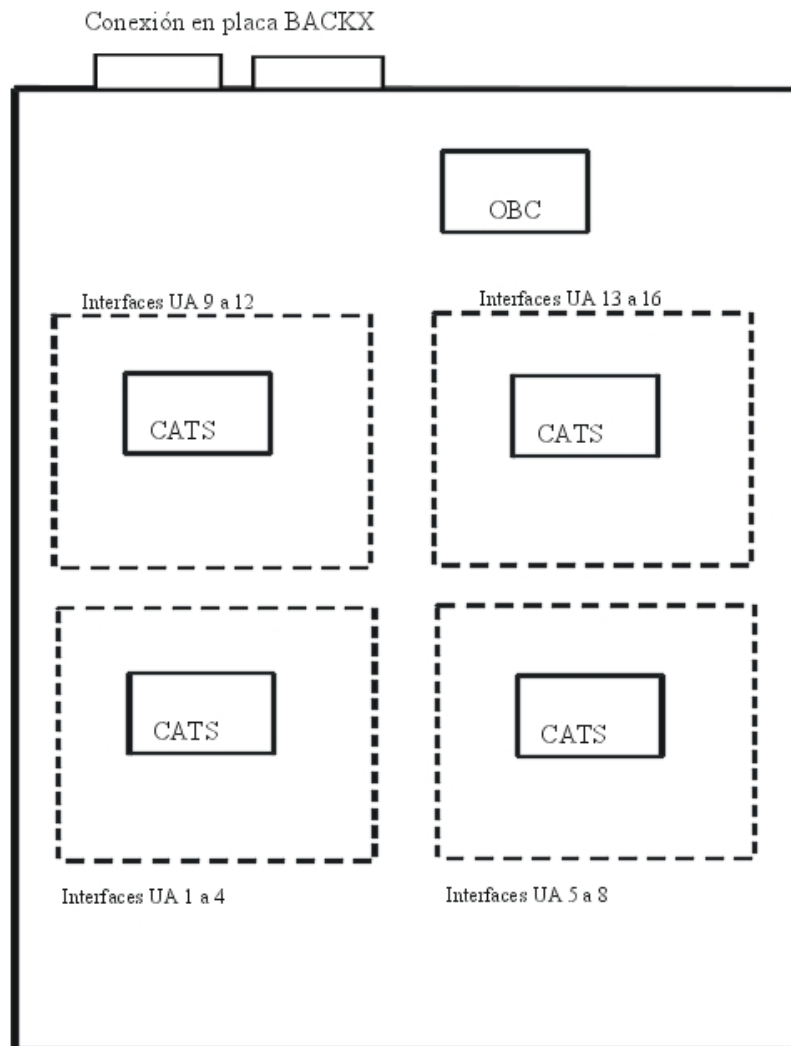 Conexión en placa BACKX
OBC
Interfaces UA 9 a 12
Interfaces UA 13 a 16
CATS
CATS
CATS
CATS
Interfaces UA 1 a 4
Interfaces UA 5 a 8